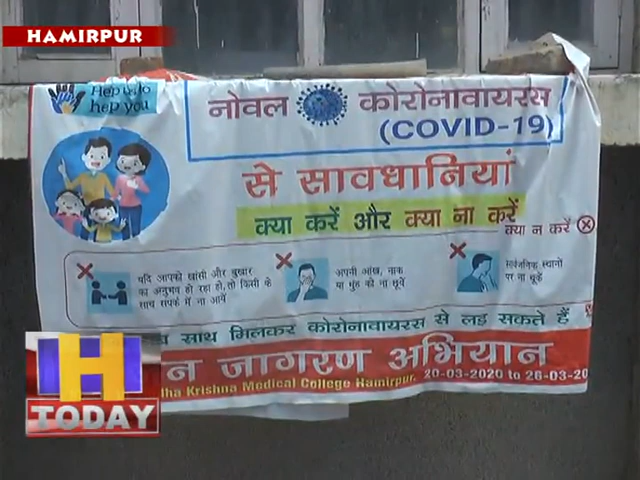 HAMIRPUR
Help us to
help you
नोवल कोरोनावायरस
(COVID-19)
से सावधानियां
क्या करें और क्या ना करें
क्या न करें
यदि आपको खांसी और बुखार
का अनुभव हो रहा हो, तो किसी के
साथ संपर्क में ना आयें
अपनी आंख, नाक
या मुंह को ना छूयें
सार्वजनिक स्थानों
पर ना थूकें
साथ मिलकर कोरोनावायरस से लड़ सकते हैं
न जागरण अभियान
dha Krishna Medical College Hamirpur. 20-03-2020 to 26-03-20
H
TODAY